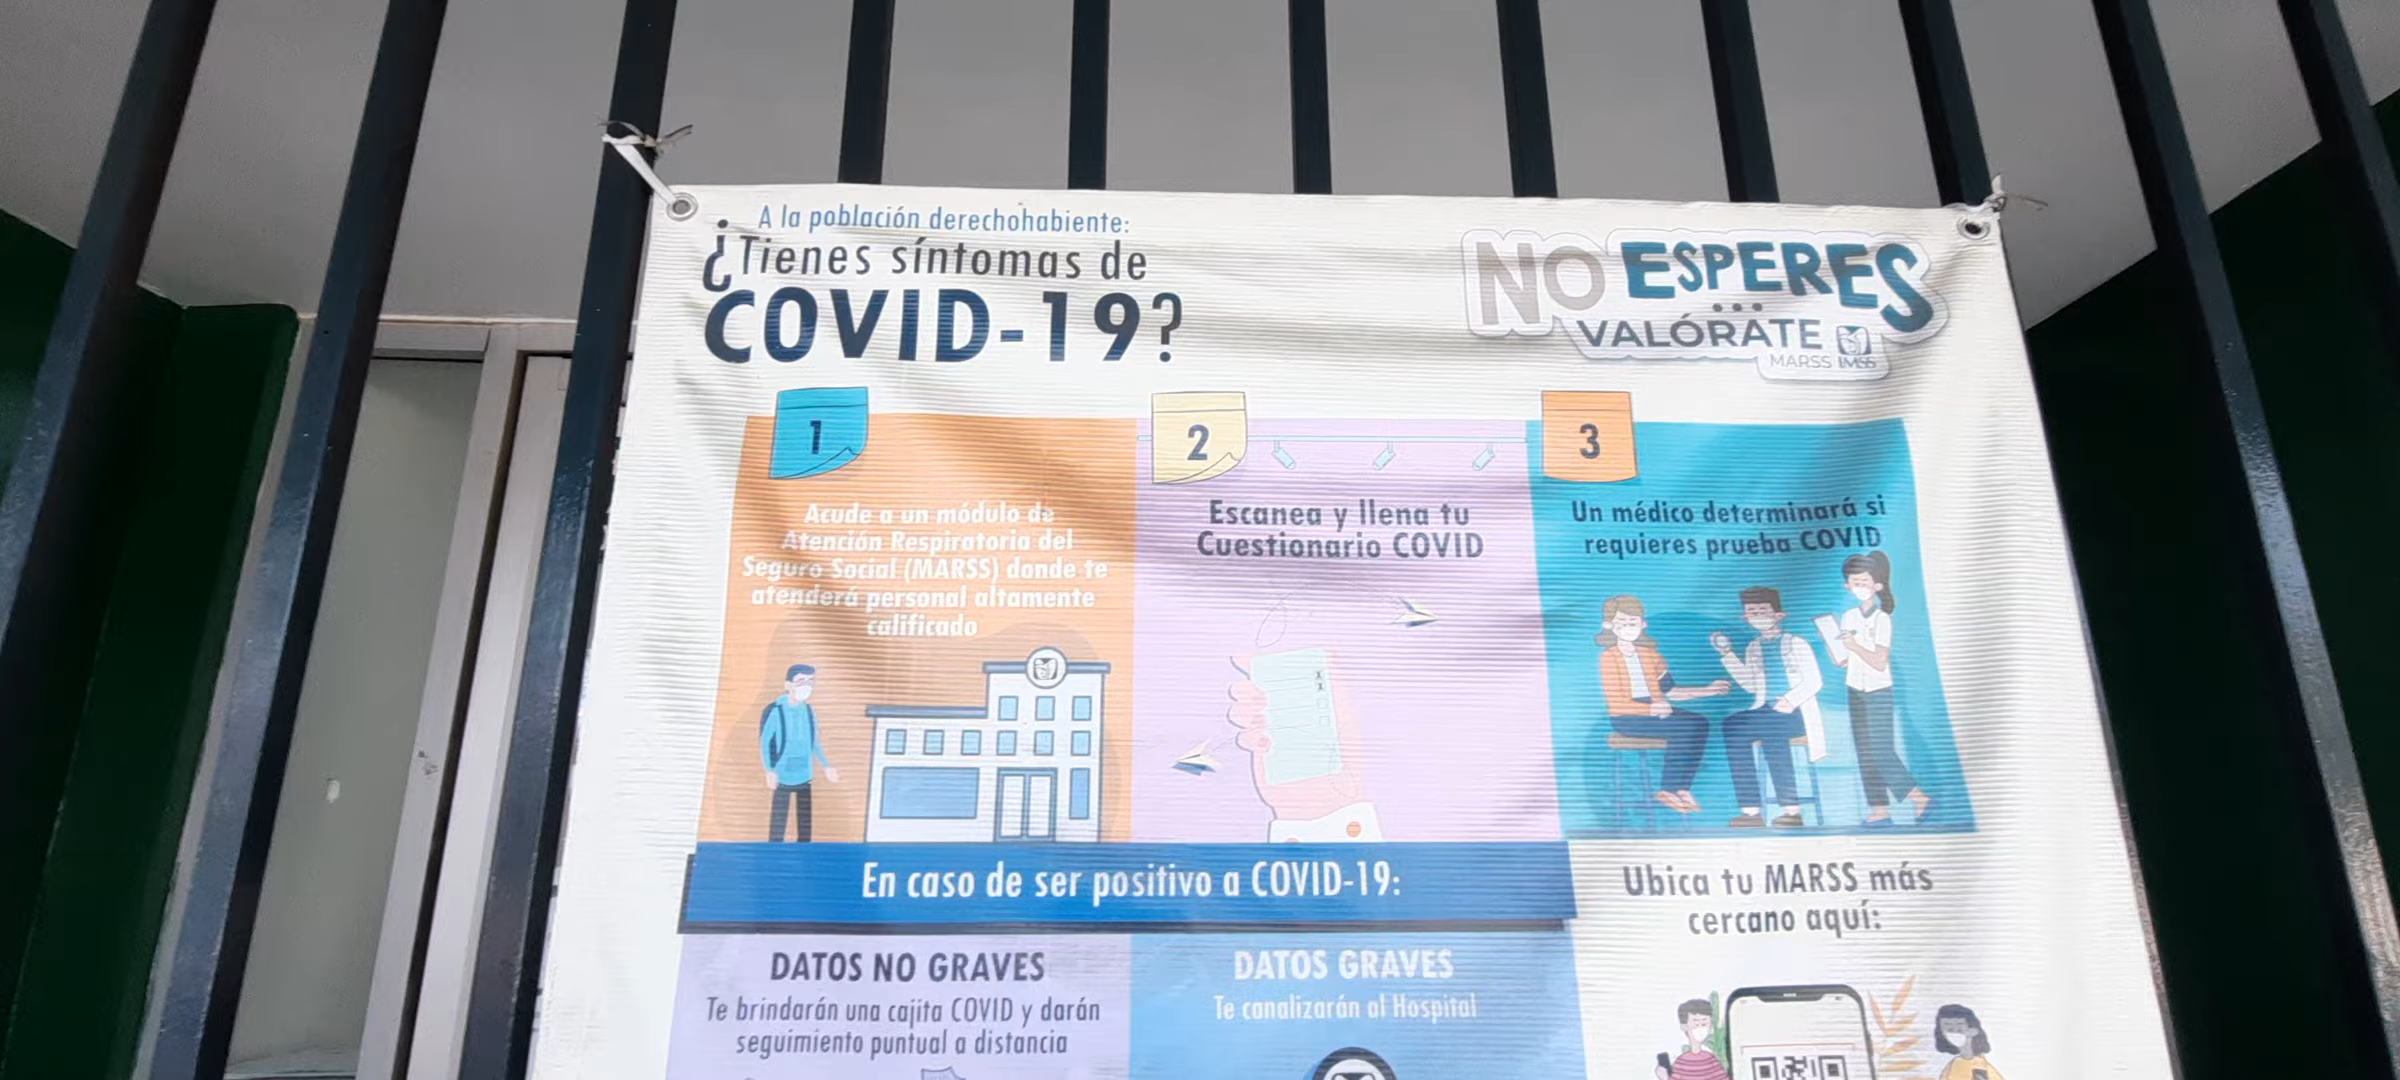 A la población derechohabiente:
¿Tienes síntomas de
COVID-19?
NO ESPERES
...
VALÓRATE
MARSS IMSS
1
Acude a un módulo de
Atención Respiratoria del
Seguro Social (MARSS) donde te
atenderá personal altamente
calificado
2
Escanea y llena tu
Cuestionario COVID
3
Un médico determinará si
requieres prueba COVID
En caso de ser positivo a COVID-19:
DATOS NO GRAVES
Te brindarán una cajita COVID y darán
seguimiento puntual a distancia
DATOS GRAVES
Te canalizarán al Hospital
Ubica tu MARSS más
cercano aquí: